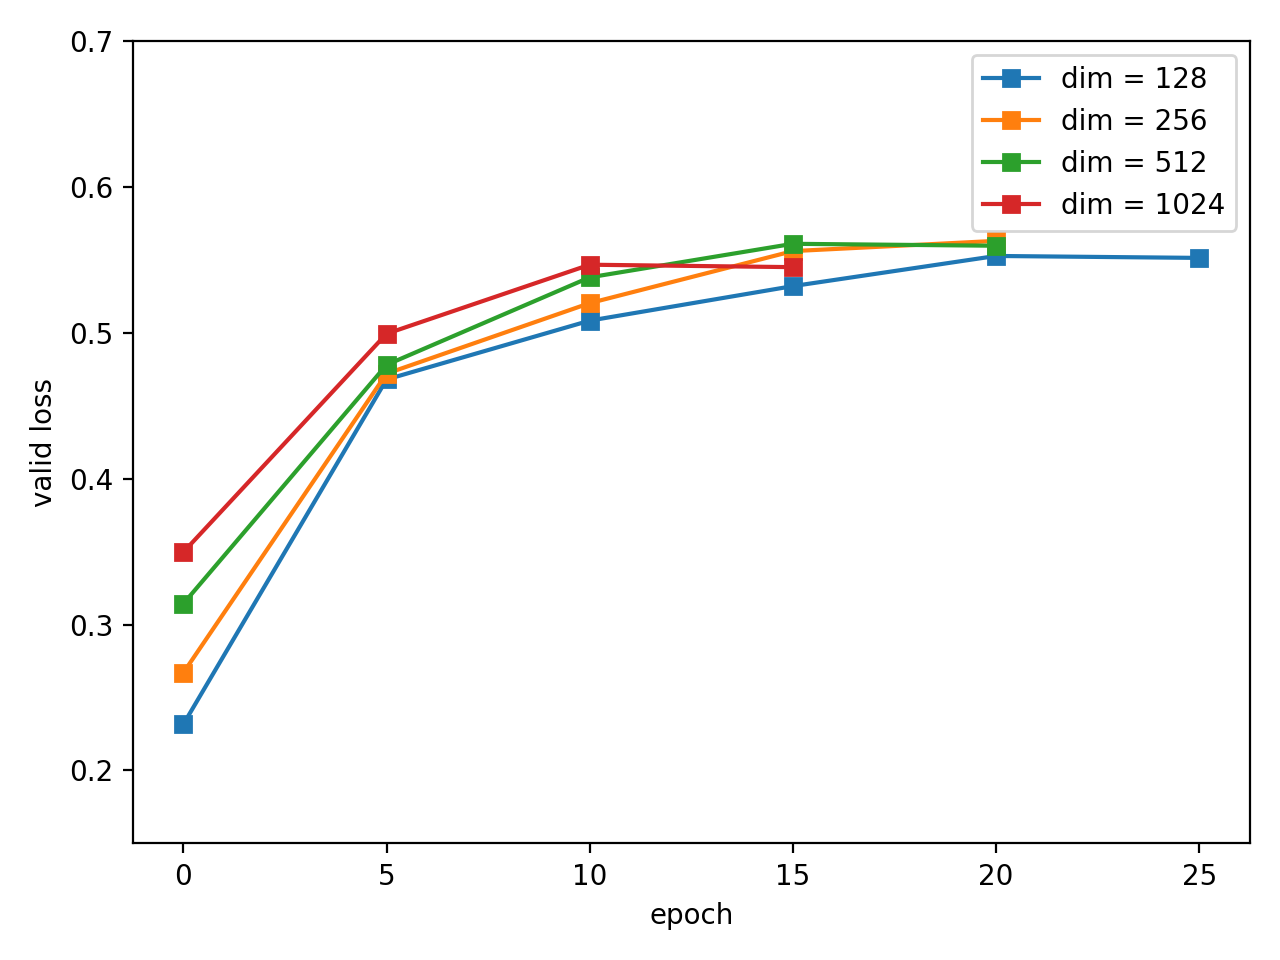 0.7
0.6
0.5
0.4
0.3
0.2
valid loss
0 5 10 15 20 25
epoch
dim = 128
dim = 256
dim = 512
dim = 1024